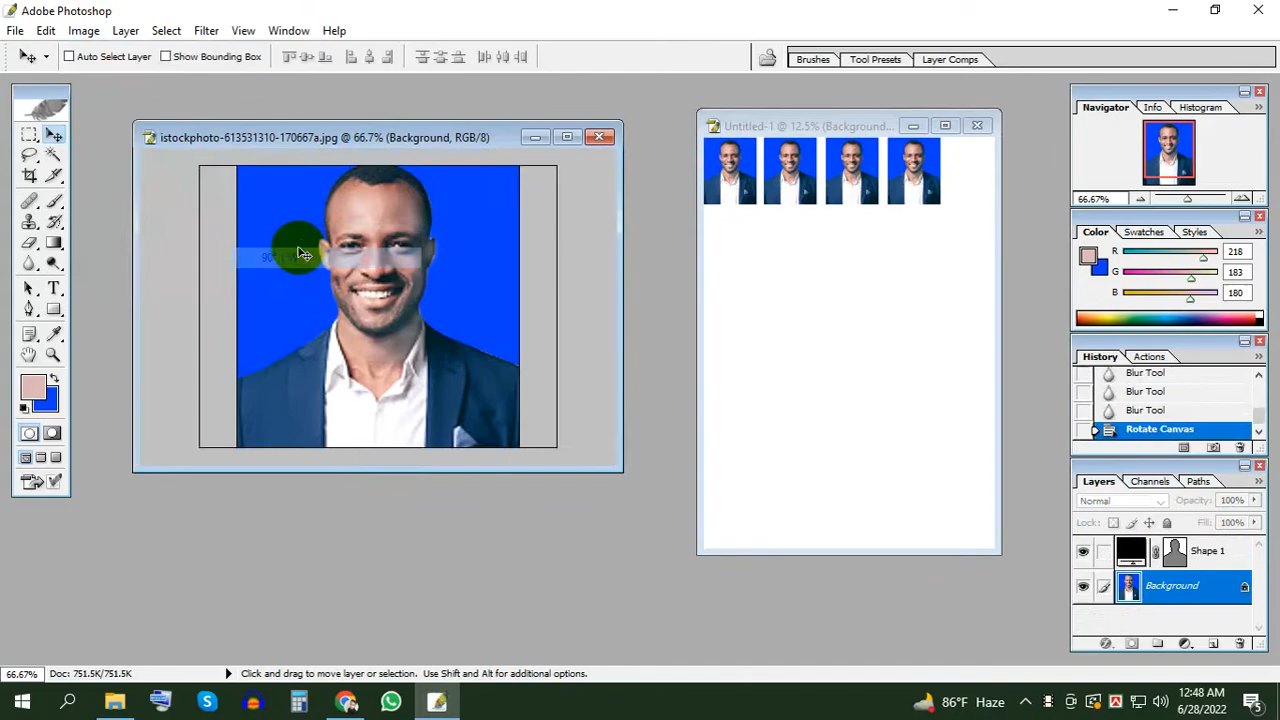 Adobe Photoshop
File Edit Image Layer Select Filter View Window Help
Auto Select Layer Show Bounding Box
Brushes Tool Presets Layer Comps
istockphoto-613531310-170667a.jpg @ 66.7% (Background, RGB/8)
Untitled-1 @ 12.5% (Background...
Navigator Info Histogram
66.67%
Color Swatches Styles
R 218
G 183
B 180
History Actions
Blur Tool
Blur Tool
Blur Tool
Rotate Canvas
Layers Channels Paths
Normal Opacity: 100%
Lock: Fill: 100%
Shape 1
Background
66.67% Doc: 751.5K/751.5K Click and drag to move layer or selection. Use Shift and Alt for additional options.
86°F Haze
12:48 AM
6/28/2022
5